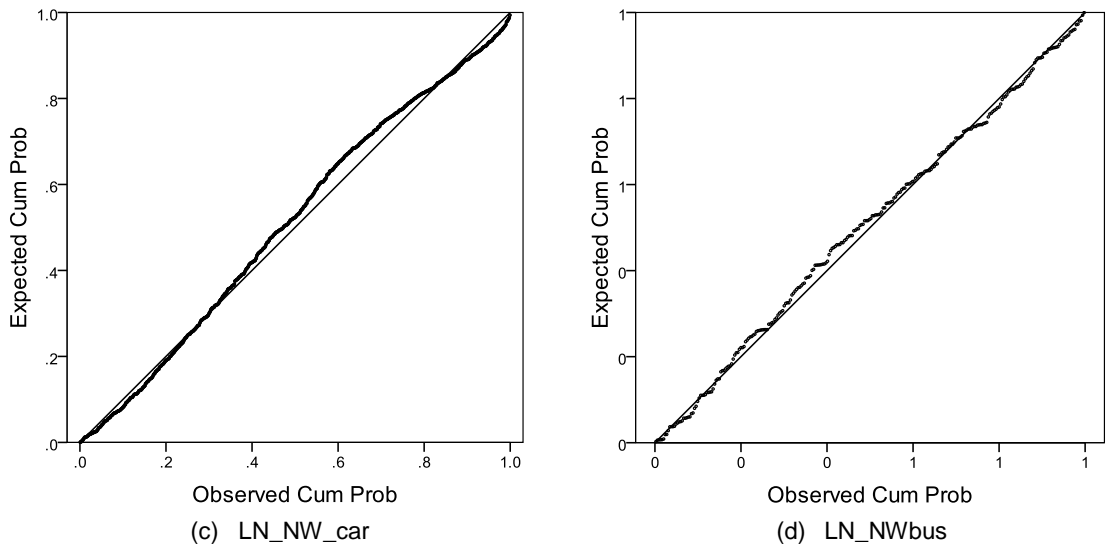 1.0
.8
.6
.4
.2
.0
Expected Cum Prob
.0 .2 .4 .6 .8 1.0
Observed Cum Prob
(c) LN_NW_car
1
1
1
0
0
0
Expected Cum Prob
0 0 0 1 1 1
Observed Cum Prob
(d) LN_NWbus